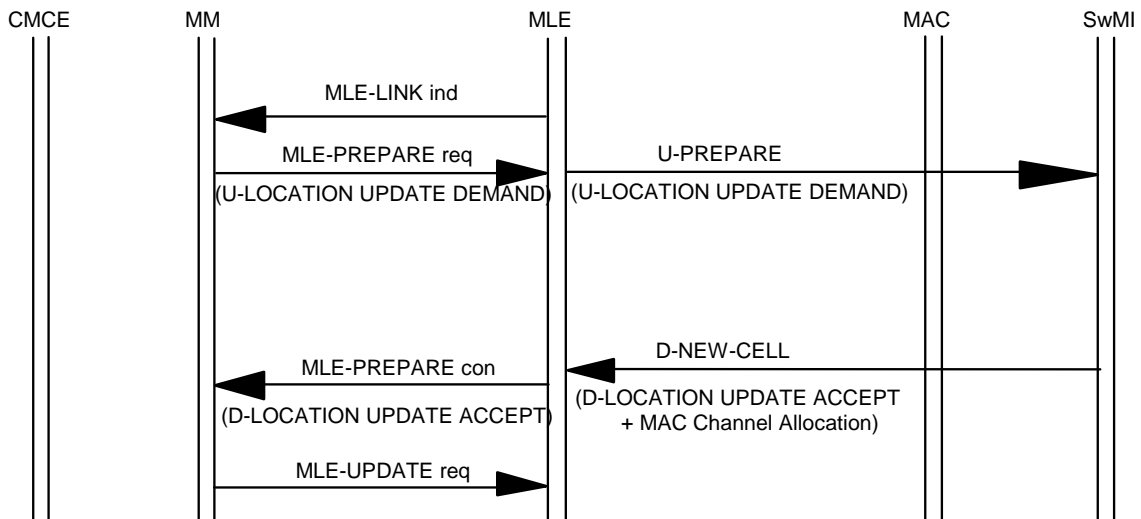 CMCE MM MLE MAC SwMI
MLE-LINK ind
MLE-PREPARE req U-PREPARE
(U-LOCATION UPDATE DEMAND) (U-LOCATION UPDATE DEMAND)
D-NEW-CELL
MLE-PREPARE con
(D-LOCATION UPDATE ACCEPT
(D-LOCATION UPDATE ACCEPT) + MAC Channel Allocation)
MLE-UPDATE req